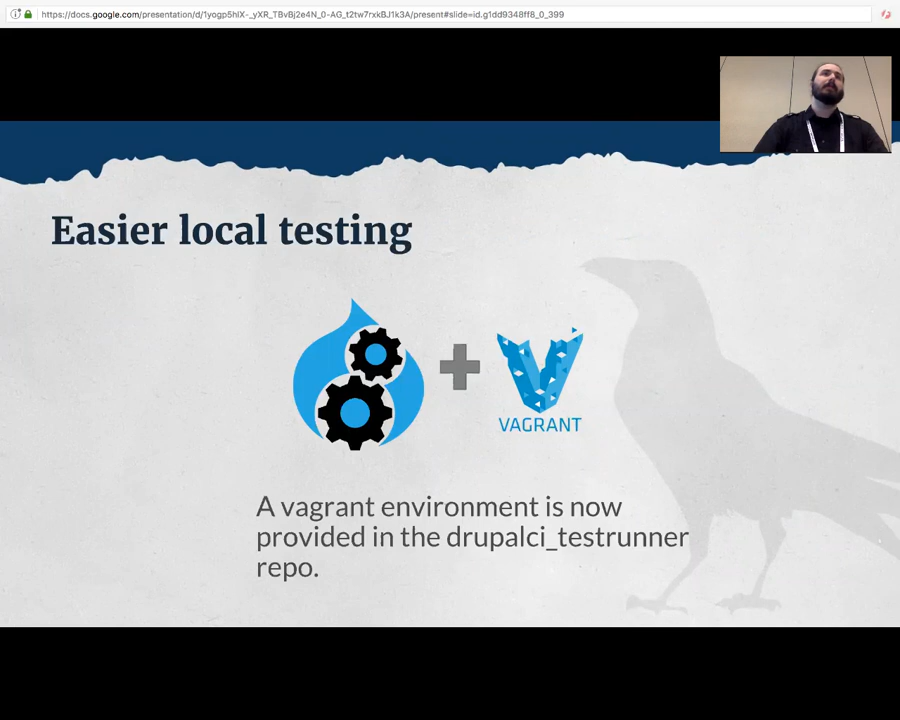 https://docs.google.com/presentation/d/1yogp5hlX-_yXR_TBvBj2e4N_0-AG_t2tw7rxkBJ1k3A/present#slide=id.g1dd9348ff8_0_399
Easier local testing
VAGRANT
A vagrant environment is now
provided in the drupalci_testrunner
repo.